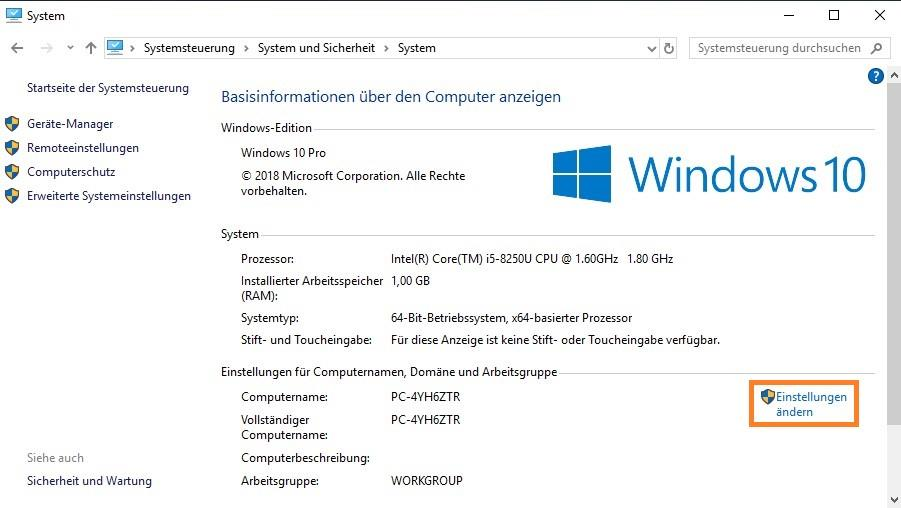 System
Systemsteuerung
System und Sicherheit
System
Systemsteuerung durchsuchen
Startseite der Systemsteuerung
Geräte-Manager
Remoteeinstellungen
Computerschutz
Erweiterte Systemeinstellungen
?
Basisinformationen über den Computer anzeigen
Windows-Edition
Windows 10 Pro
© 2018 Microsoft Corporation. Alle Rechte
vorbehalten.
Windows 10
System
Prozessor: Intel(R) Core(TM) i5-8250U CPU @ 1.60GHz 1.80 GHz
Installierter Arbeitsspeicher 1,00 GB
(RAM):
Systemtyp: 64-Bit-Betriebssystem, x64-basierter Prozessor
Stift- und Toucheingabe: Für diese Anzeige ist keine Stift- oder Toucheingabe verfügbar.
Einstellungen für Computernamen, Domäne und Arbeitsgruppe
Computername: PC-4YH6ZTR
Einstellungen
ändern
Vollständiger PC-4YH6ZTR
Computername:
Computerbeschreibung:
Arbeitsgruppe: WORKGROUP
Siehe auch
Sicherheit und Wartung